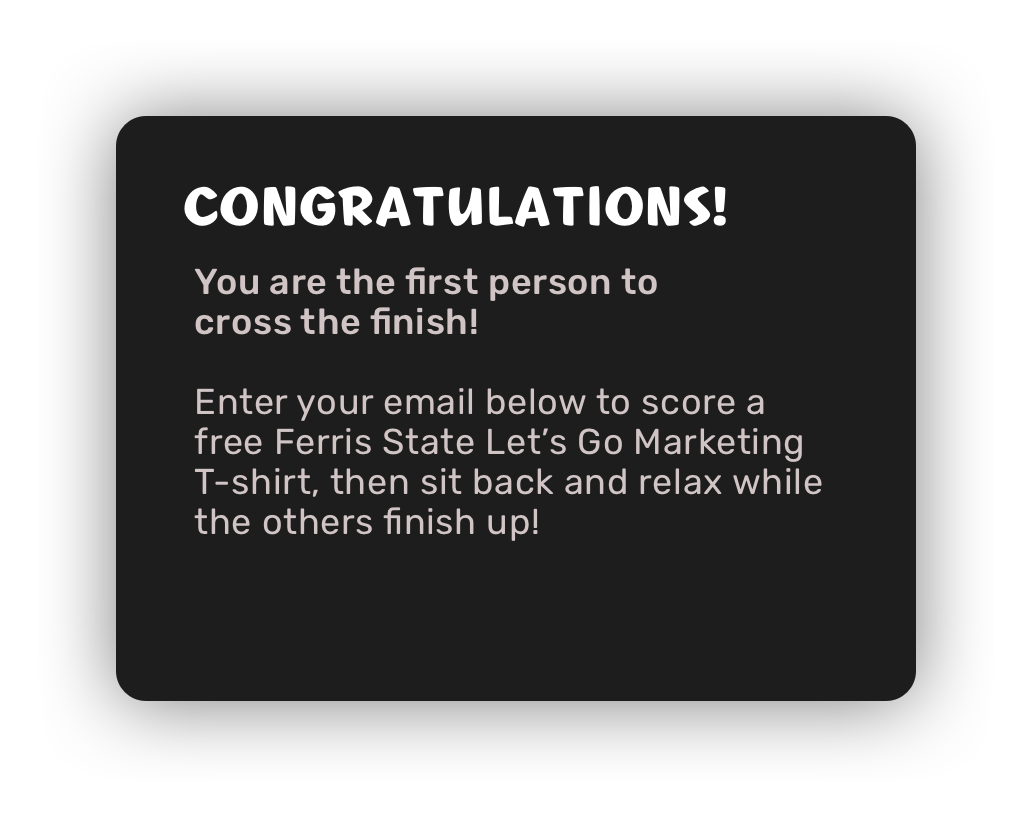 CONGRATULATIONS!
You are the first person to
cross the finish!
Enter your email below to score a
free Ferris State Let’s Go Marketing
T-shirt, then sit back and relax while
the others finish up!